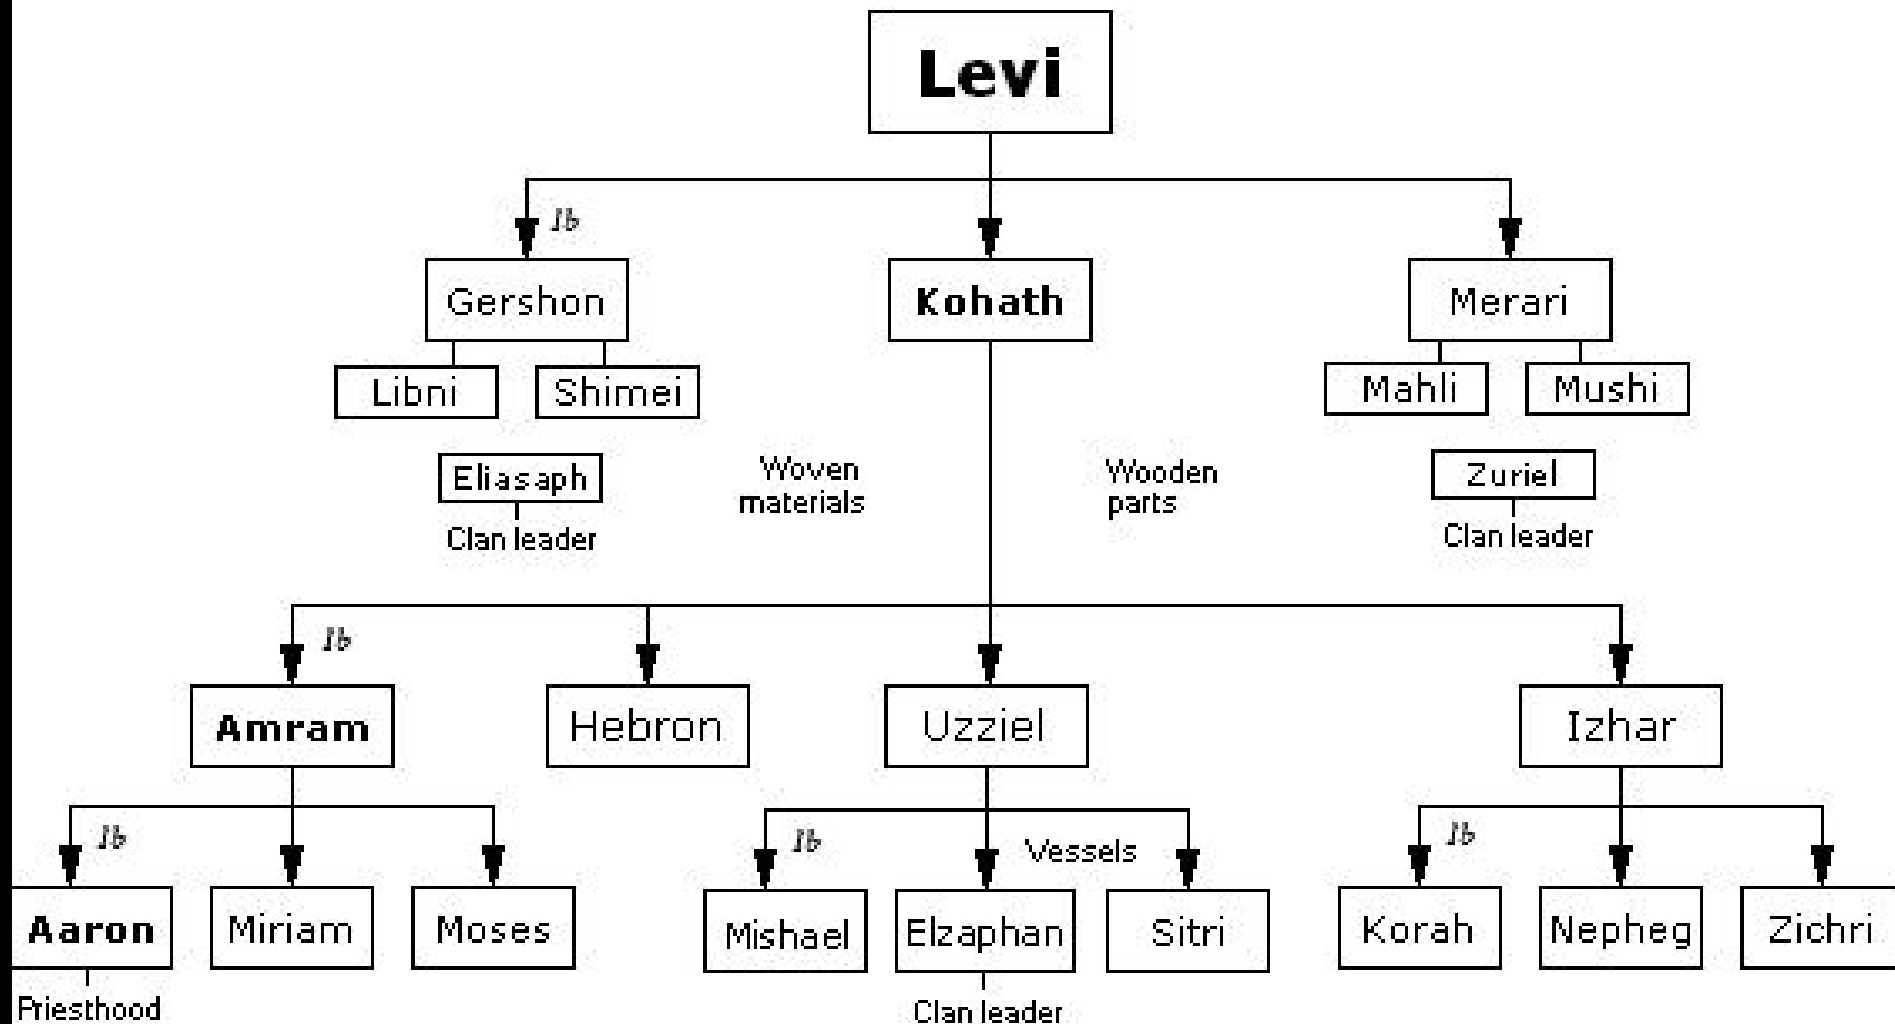 Levi
1b
Gershon
Kohath
Merari
Libni
Shimei
Mahli
Mushi
Eliasaph
Clan leader
Woven
materials
Wooden
parts
Zuriel
Clan leader
1b
Amram
Hebron
Uzziel
Izhar
1b
1b
Vessels
1b
Aaron
Miriam
Moses
Mishael
Elzaphan
Sitri
Korah
Nepheg
Zichri
Priesthood
Clan leader